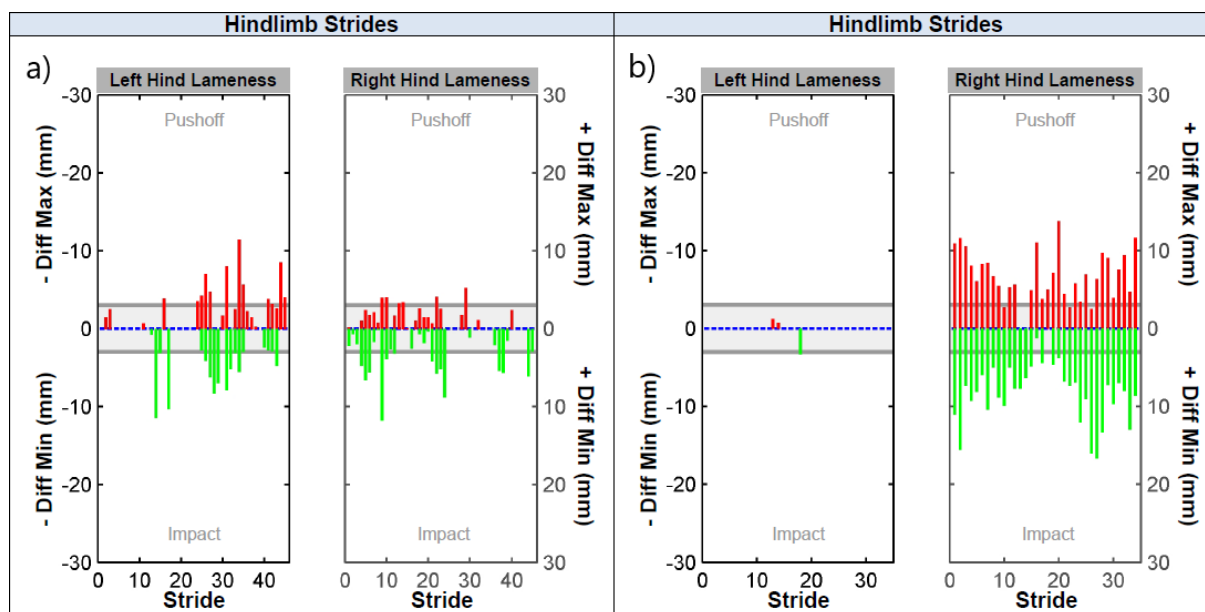 Hindlimb Strides
a)
Left Hind Lameness
Right Hind Lameness
-30
-20
-10
0
-10
-20
-30
- Diff Max (mm)
- Diff Min (mm)
Pushoff
Impact
Pushoff
Impact
30
20
10
0
10
20
30
+ Diff Max (mm)
+ Diff Min (mm)
0 10 20 30 40
0 10 20 30 40
Stride
Stride
Hindlimb Strides
b)
Left Hind Lameness
Right Hind Lameness
-30
-20
-10
0
-10
-20
-30
- Diff Max (mm)
- Diff Min (mm)
Pushoff
Impact
Pushoff
Impact
30
20
10
0
10
20
30
+ Diff Max (mm)
+ Diff Min (mm)
0 10 20 30
0 10 20 30
Stride
Stride